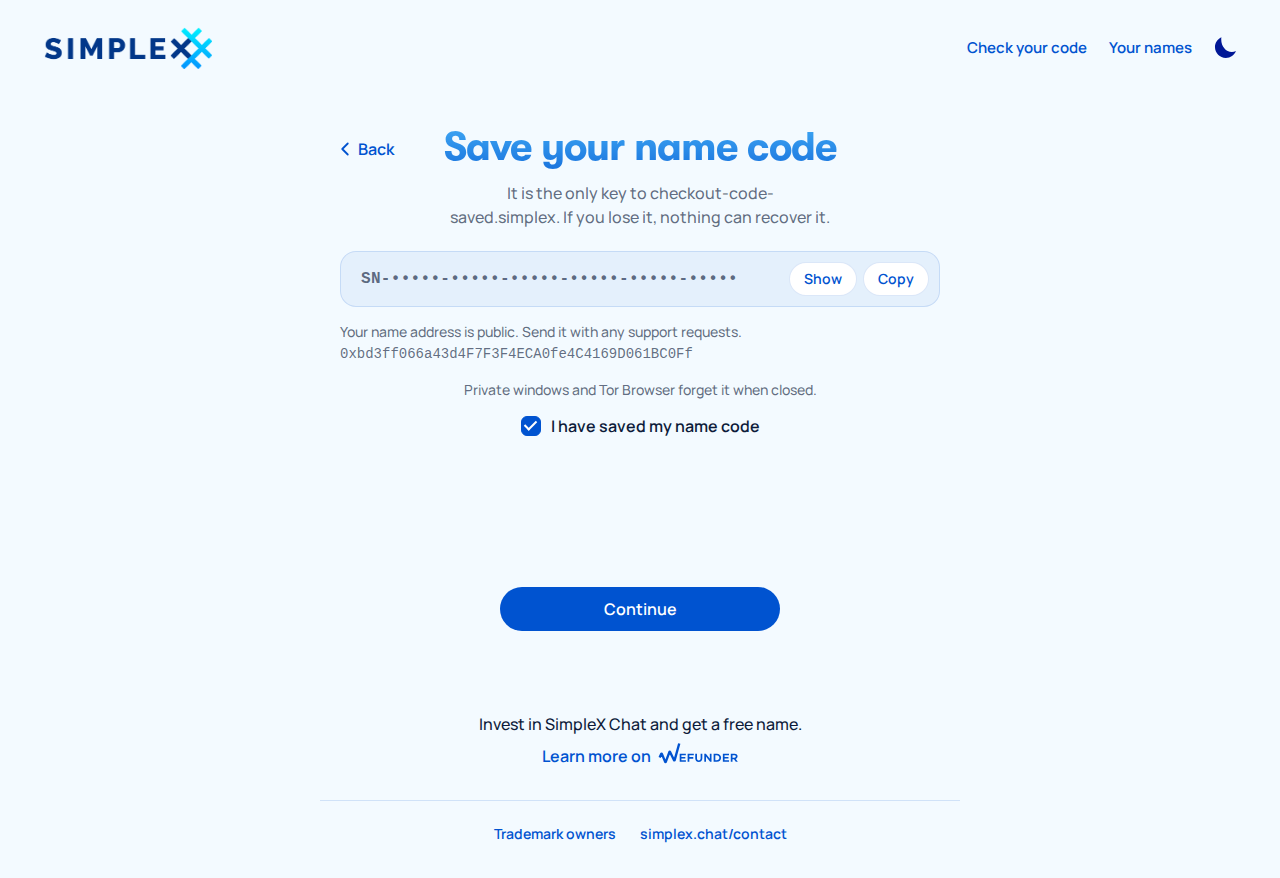 SIMPLEX
Check your code
Your names
Back
Save your name code
It is the only key to checkout-code-
saved.simplex. If you lose it, nothing can recover it.
SN-•••••-•••••-•••••-•••••-•••••-•••••
Show
Copy
Your name address is public. Send it with any support requests.
0xbd3ff066a43d4F7F3F4ECA0fe4C4169D061BC0Ff
Private windows and Tor Browser forget it when closed.
I have saved my name code
Continue
Invest in SimpleX Chat and get a free name.
Learn more on WEFUNDER
Trademark owners
simplex.chat/contact